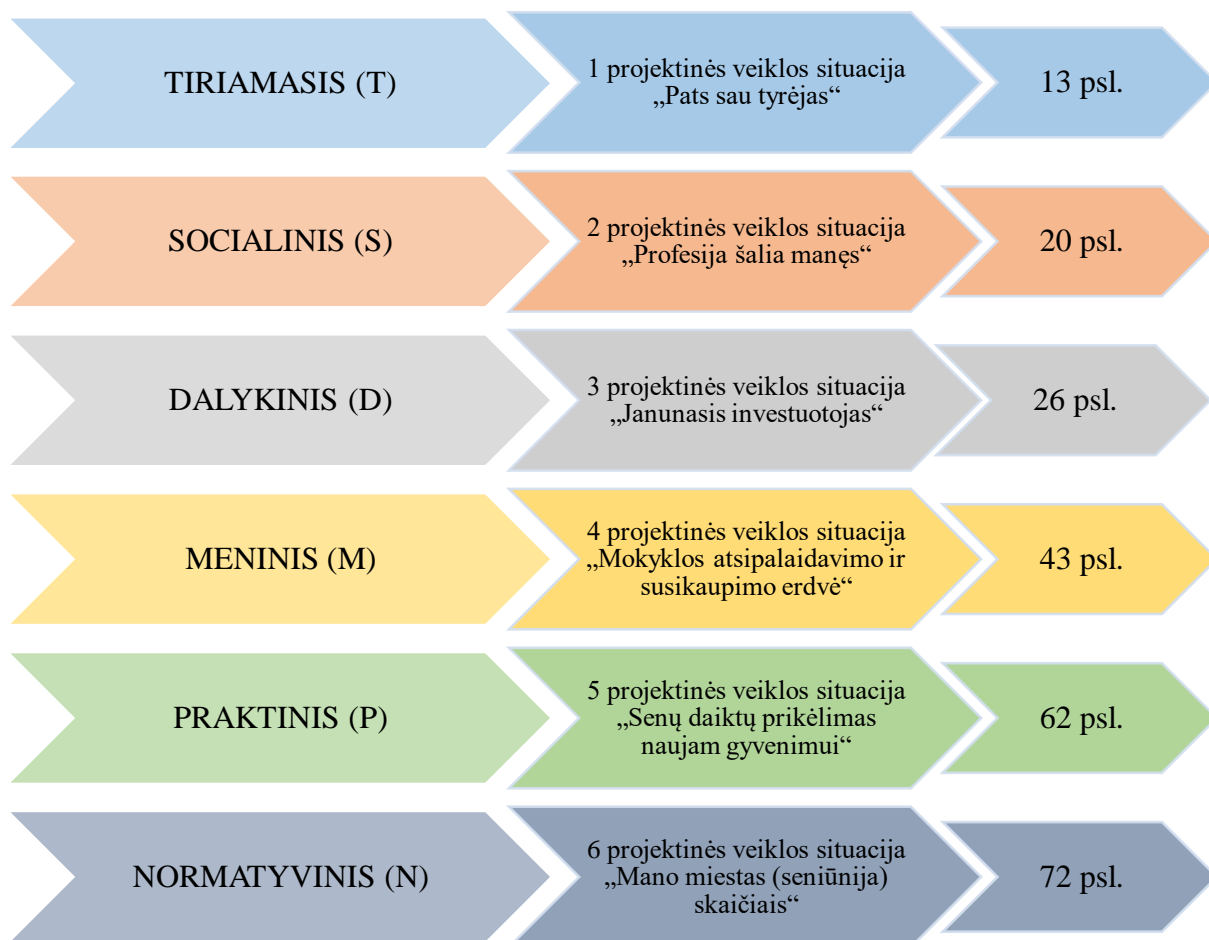 TIRIAMASIS (T)
1 projektinės veiklos situacija
„Pats sau tyrėjas“
13 psl.
SOCIALINIS (S)
2 projektinės veiklos situacija
„Profesija šalia manęs“
20 psl.
DALYKINIS (D)
3 projektinės veiklos situacija
„Janunasis investuotojas“
26 psl.
MENINIS (M)
4 projektinės veiklos situacija
„Mokyklos atsipalaidavimo ir
susikaupimo erdvė“
43 psl.
PRAKTINIS (P)
5 projektinės veiklos situacija
„Senų daiktų prikėlimas
naujam gyvenimui“
62 psl.
NORMATYVINIS (N)
6 projektinės veiklos situacija
„Mano miestas (seniūnija)
skaičiais“
72 psl.